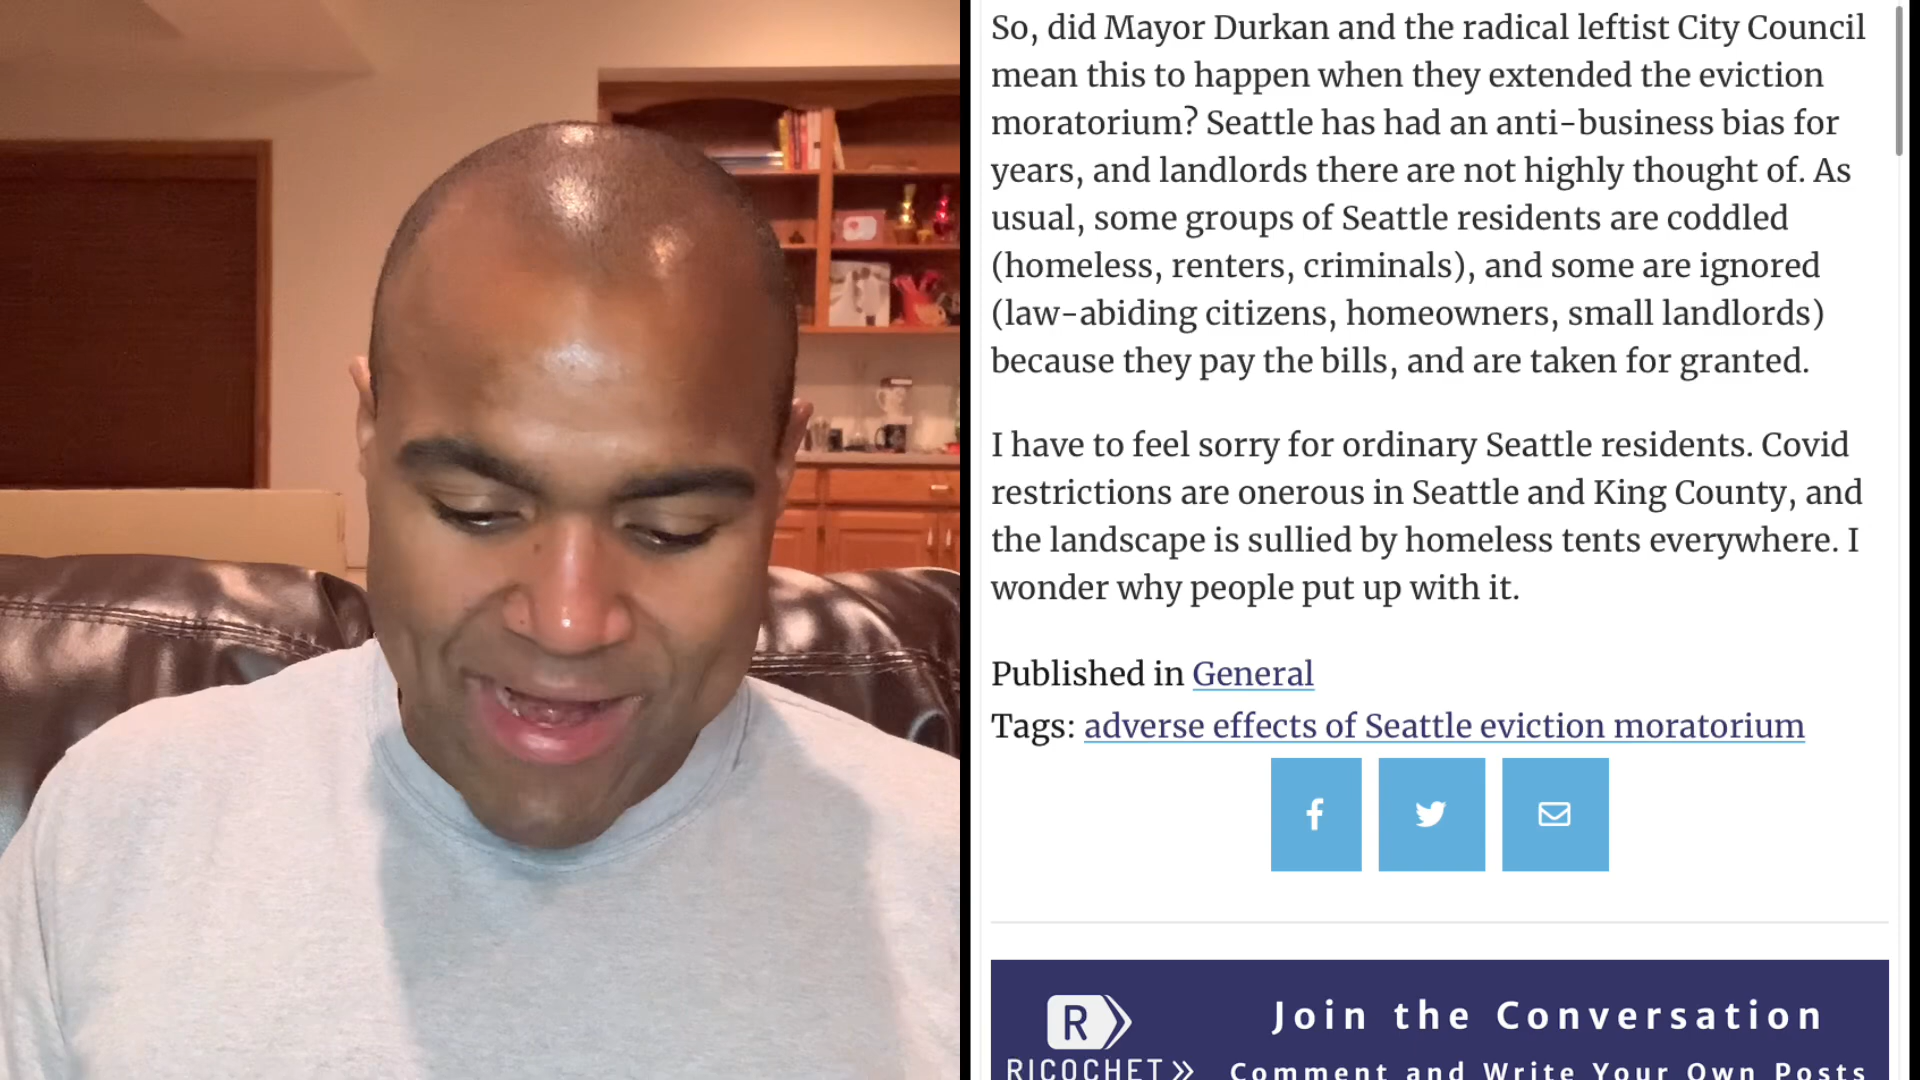 So, did Mayor Durkan and the radical leftist City Council
mean this to happen when they extended the eviction
moratorium? Seattle has had an anti-business bias for
years, and landlords there are not highly thought of. As
usual, some groups of Seattle residents are coddled
(homeless, renters, criminals), and some are ignored
(law-abiding citizens, homeowners, small landlords)
because they pay the bills, and are taken for granted.
I have to feel sorry for ordinary Seattle residents. Covid
restrictions are onerous in Seattle and King County, and
the landscape is sullied by homeless tents everywhere. I
wonder why people put up with it.
Published in General
Tags: adverse effects of Seattle eviction moratorium
Join the Conversation
R
RICOCHET
Comment and Write Your Own Posts